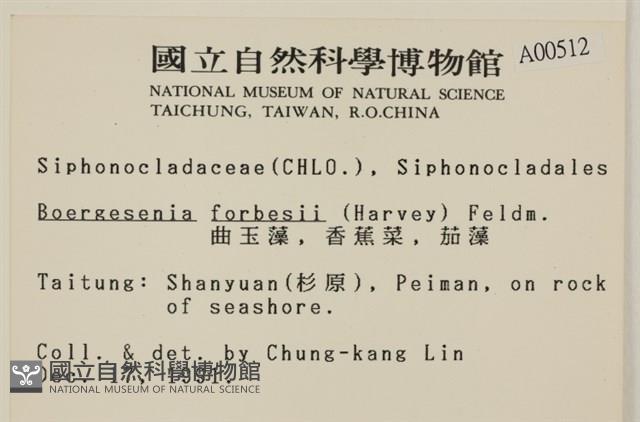 國立自然科學博物館
A00512
NATIONAL MUSEUM OF NATURAL SCIENCE
TAICHUNG, TAIWAN, R.O.CHINA
Siphonocladaceae(CHLO.), Siphonocladales
Boergesenia forbesii (Harvey) Feldm.
曲玉藻, 香蕉菜, 茄藻
Taitung: Shanyuan(杉原), Peiman, on rock
of seashore.
Coll. & det. by Chung-kang Lin
Dec. 17, 1991.
國立自然科學博物館
NATIONAL MUSEUM OF NATURAL SCIENCE